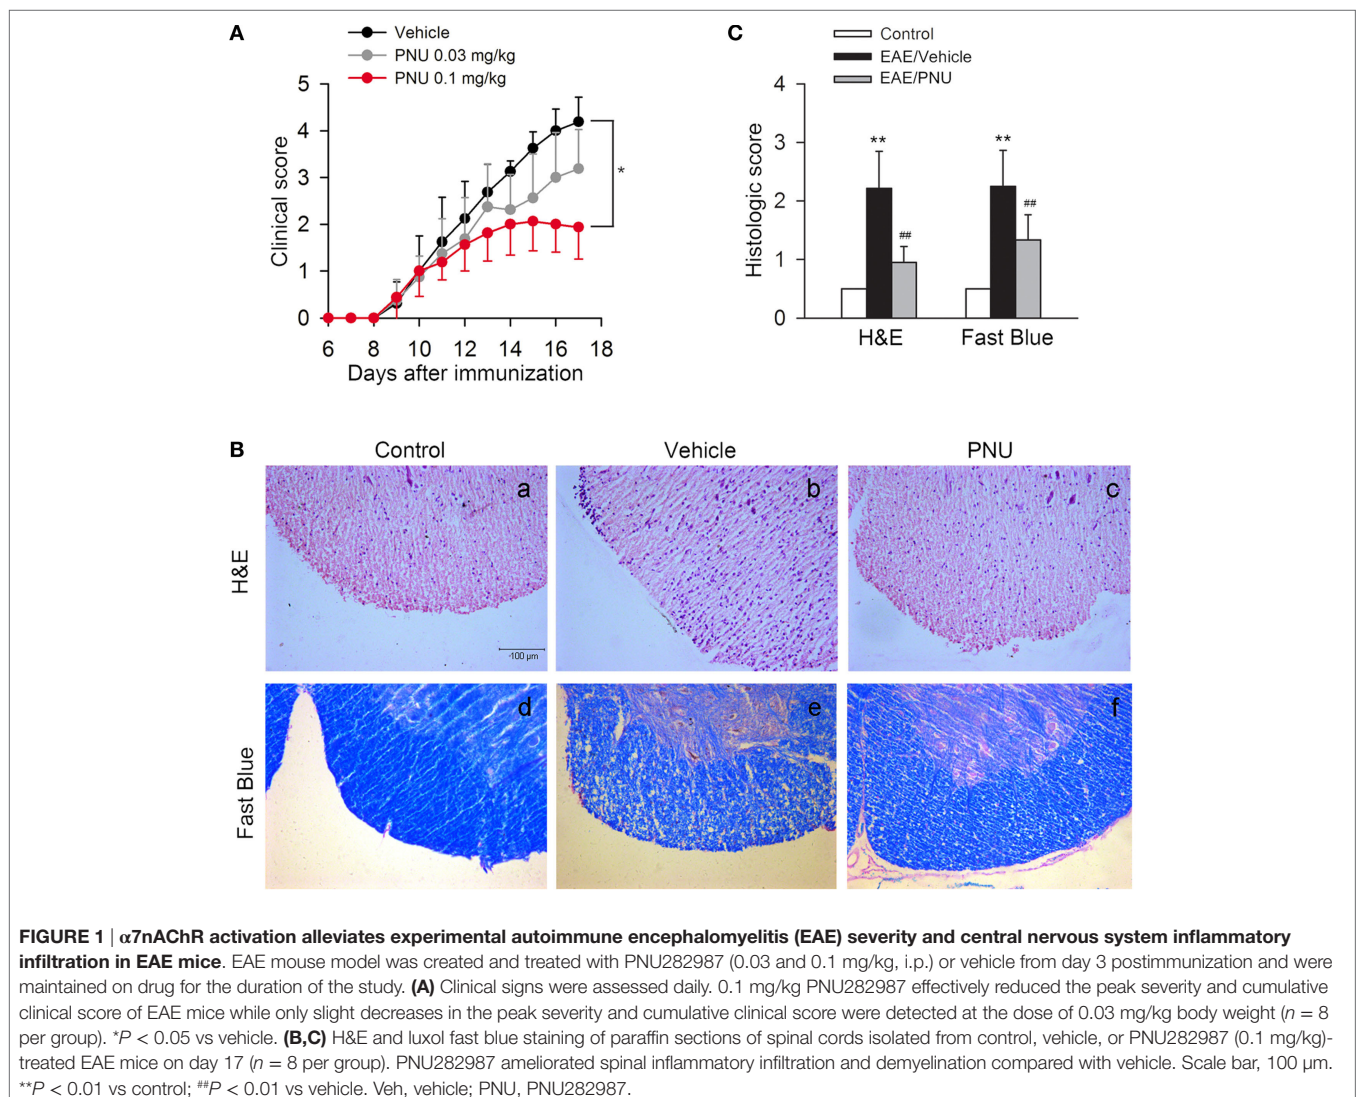 A
Vehicle
PNU 0.03 mg/kg
PNU 0.1 mg/kg
Clinical score
5
4
3
2
1
0
*
6 8 10 12 14 16 18
Days after immunization
C
Control
EAE/Vehicle
EAE/PNU
Histologic score
4
3
2
1
0
** ## ** ##
H&E Fast Blue
B
Control Vehicle PNU
H&E
a b c
100 µm
Fast Blue
d e f
FIGURE 1 | α7nAChR activation alleviates experimental autoimmune encephalomyelitis (EAE) severity and central nervous system inflammatory
infiltration in EAE mice. EAE mouse model was created and treated with PNU282987 (0.03 and 0.1 mg/kg, i.p.) or vehicle from day 3 postimmunization and were
maintained on drug for the duration of the study. (A) Clinical signs were assessed daily. 0.1 mg/kg PNU282987 effectively reduced the peak severity and cumulative
clinical score of EAE mice while only slight decreases in the peak severity and cumulative clinical score were detected at the dose of 0.03 mg/kg body weight (n = 8
per group). *P < 0.05 vs vehicle. (B,C) H&E and luxol fast blue staining of paraffin sections of spinal cords isolated from control, vehicle, or PNU282987 (0.1 mg/kg)-
treated EAE mice on day 17 (n = 8 per group). PNU282987 ameliorated spinal inflammatory infiltration and demyelination compared with vehicle. Scale bar, 100 µm.
**P < 0.01 vs control; ##P < 0.01 vs vehicle. Veh, vehicle; PNU, PNU282987.